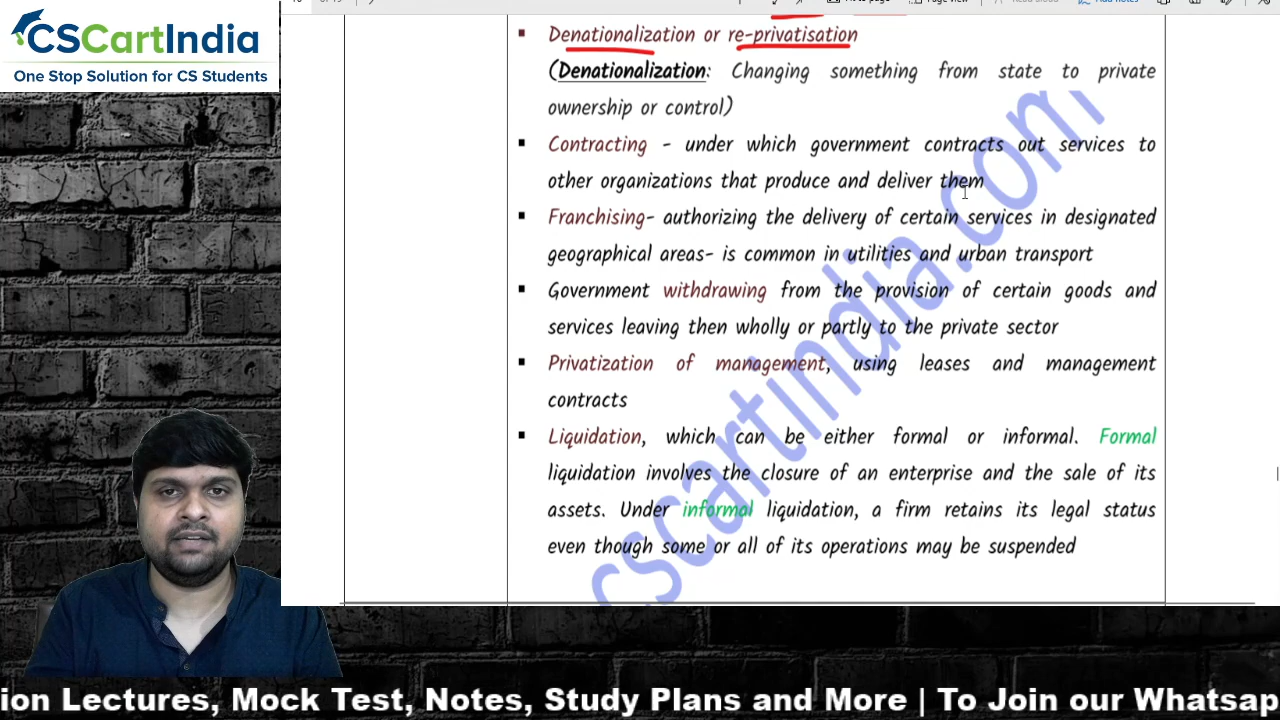 CSCartIndia
One Stop Solution for CS Students
Denationalization or re-privatisation
(Denationalization: Changing something from state to private
ownership or control)
Contracting - under which government contracts out services to
other organizations that produce and deliver them
Franchising- authorizing the delivery of certain services in designated
geographical areas- is common in utilities and urban transport
Government withdrawing from the provision of certain goods and
services leaving then wholly or partly to the private sector
Privatization of management, using leases and management
contracts
Liquidation, which can be either formal or informal. Formal
liquidation involves the closure of an enterprise and the sale of its
assets. Under informal liquidation, a firm retains its legal status
even though some or all of its operations may be suspended
cscartindia.com
ion Lectures, Mock Test, Notes, Study Plans and More | To Join our Whatsap